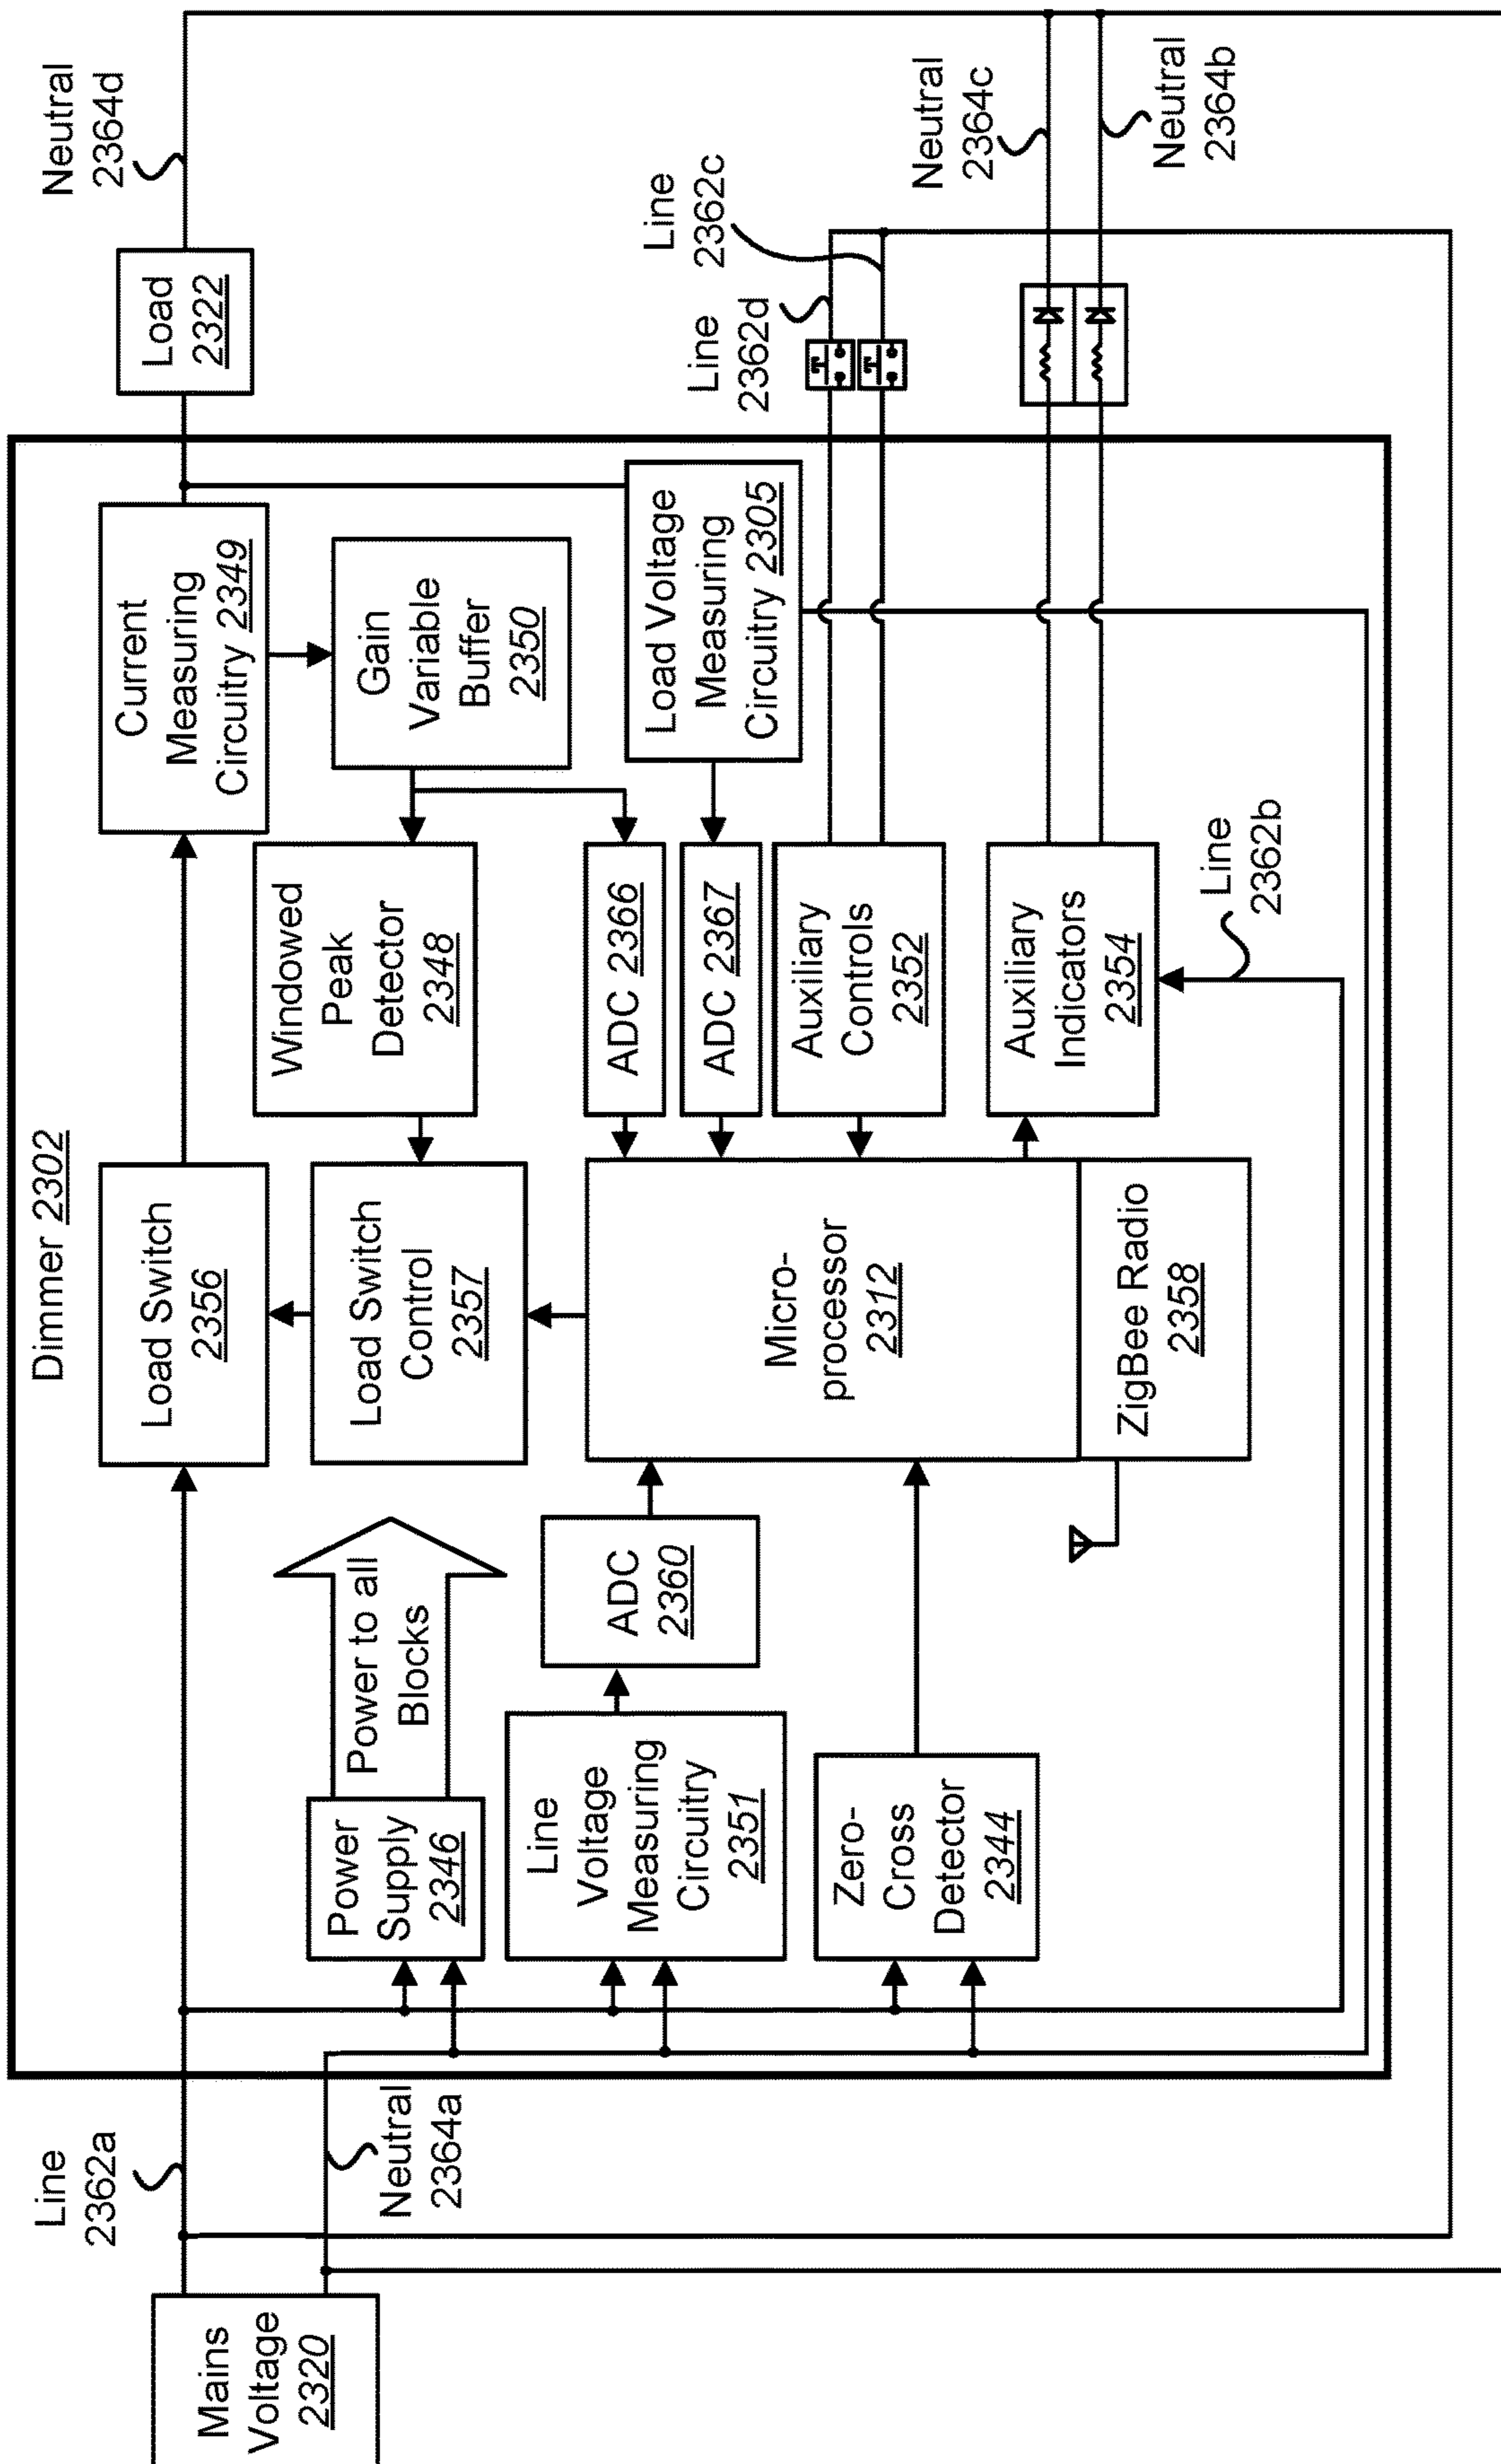 Dimmer 2302
Mains
Voltage
2320
Line
2362a
Neutral
2364a
Load Switch
2356
Current
Measuring
Circuitry 2349
Load
2322
Neutral
2364d
Power
Supply
2346
Power to all
Blocks
Load Switch
Control
2357
Windowed
Peak
Detector
2348
Gain
Variable
Buffer
2350
Line
Voltage
Measuring
Circuitry
2351
ADC
2360
Micro-
processor
2312
ADC 2366
ADC 2367
Load Voltage
Measuring
Circuitry 2305
Line
2362d
Line
2362c
Zero-
Cross
Detector
2344
Auxiliary
Controls
2352
Auxiliary
Indicators
2354
Neutral
2364c
Neutral
2364b
ZigBee Radio
2358
Line
2362b